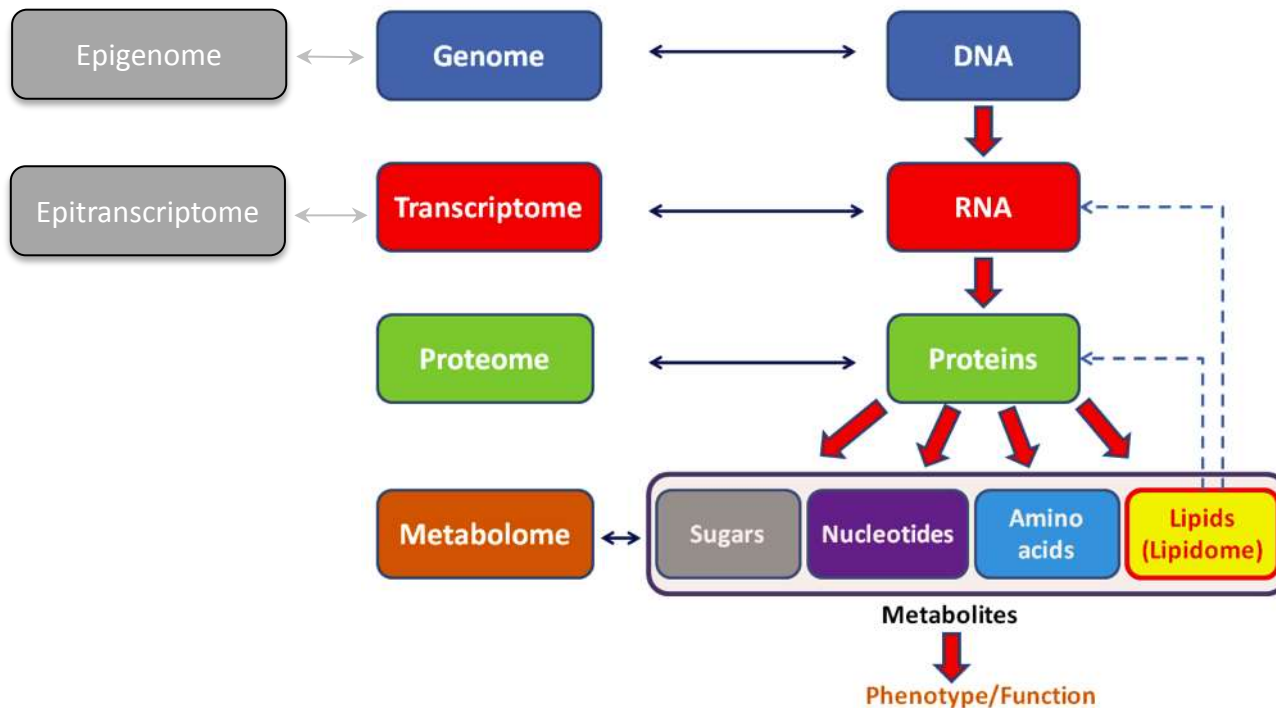 Epigenome
Genome
DNA
Epitranscriptome
Transcriptome
RNA
Proteome
Proteins
Metabolome
Sugars
Nucleotides
Amino
acids
Lipids
(Lipidome)
Metabolites
Phenotype/Function